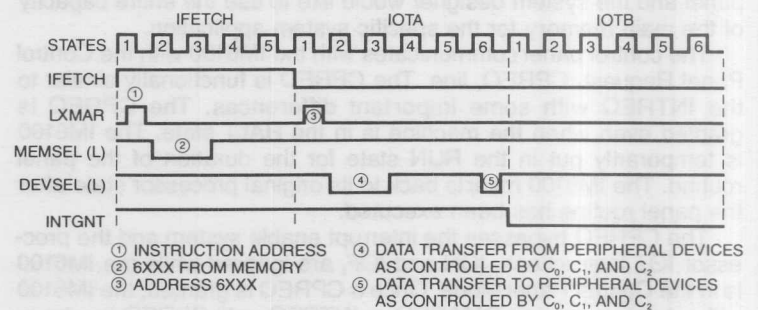 IFETCH IOTA IOTB
STATES 1 2 3 4 5 1 2 3 4 5 6 1 2 3 4 5 6
IFETCH
LXMAR ① ③
MEMSEL (L) ②
DEVSEL (L) ④ ⑤
INTGNT
① INSTRUCTION ADDRESS
② 6XXX FROM MEMORY
③ ADDRESS 6XXX
④ DATA TRANSFER FROM PERIPHERAL DEVICES
AS CONTROLLED BY C₀, C₁, AND C₂
⑤ DATA TRANSFER TO PERIPHERAL DEVICES
AS CONTROLLED BY C₀, C₁, AND C₂